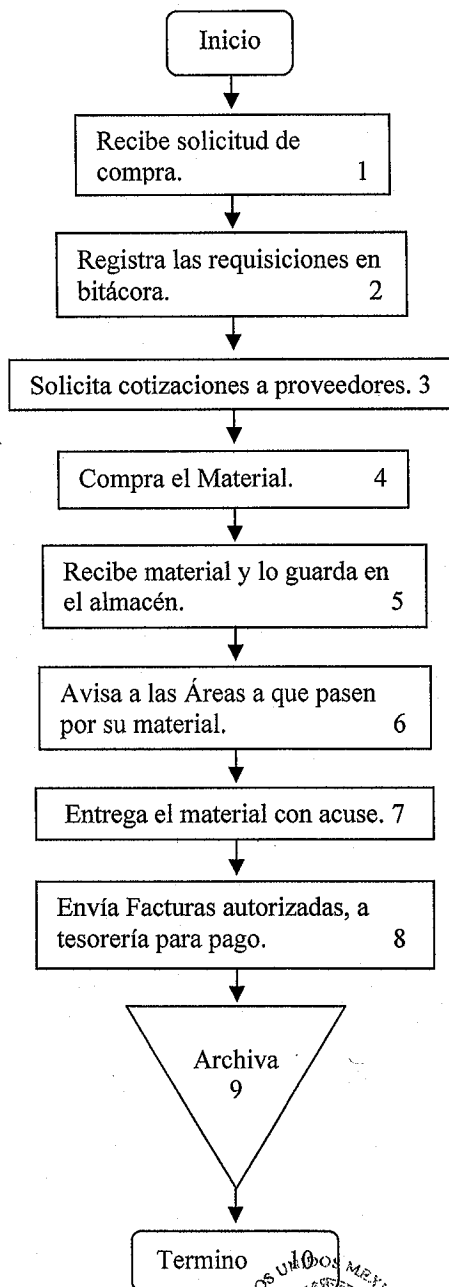 Inicio
Recibe solicitud de
compra. 1
Registra las requisiciones en
bitácora. 2
Solicita cotizaciones a proveedores. 3
Compra el Material. 4
Recibe material y lo guarda en
el almacén. 5
Avisa a las Áreas a que pasen
por su material. 6
Entrega el material con acuse. 7
Envía Facturas autorizadas, a
tesorería para pago. 8
Archiva
9
Termino 10
UNIDOS